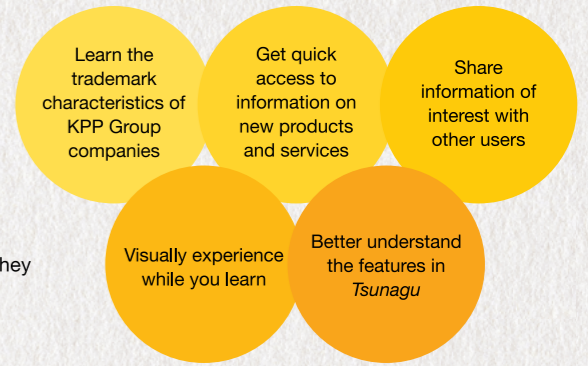 Learn the
trademark
characteristics of
KPP Group
companies
Get quick
access to
information on
new products
and services
Share
information of
interest with
other users
hey
Visually experience
while you learn
Better understand
the features in
Tsunagu